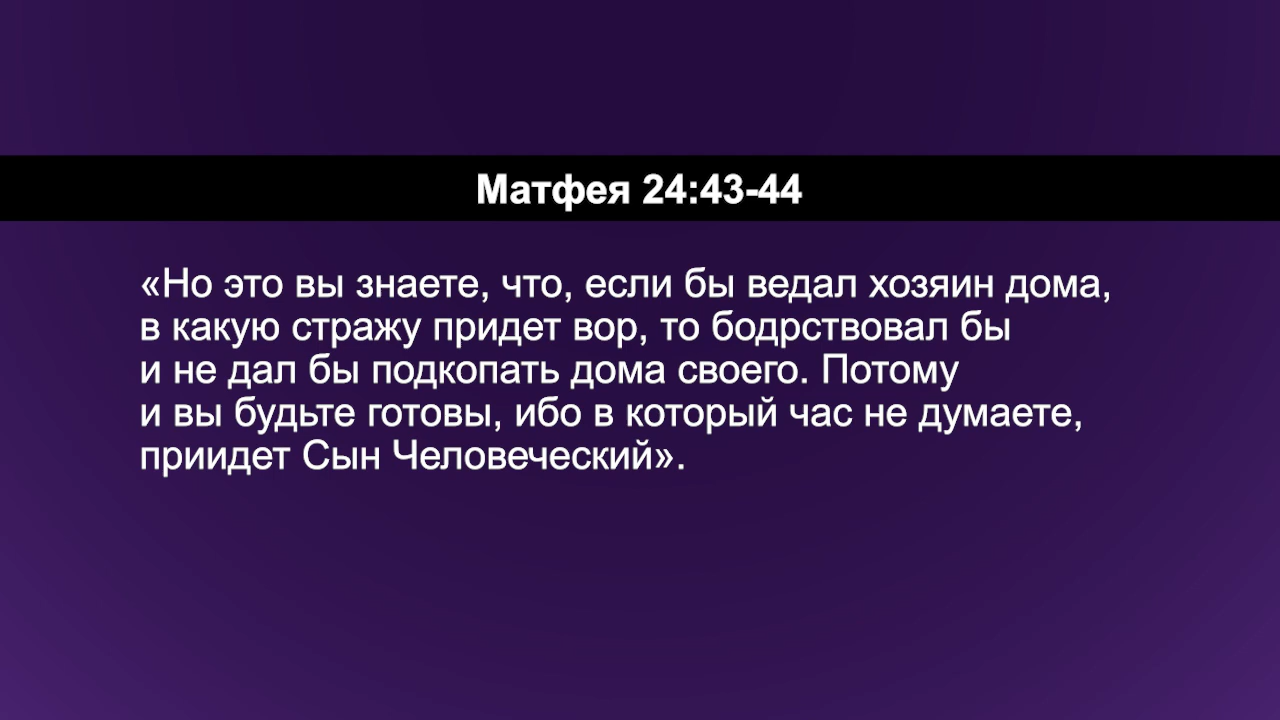 Матфея 24:43-44
«Но это вы знаете, что, если бы ведал хозяин дома,
в какую стражу придет вор, то бодрствовал бы
и не дал бы подкопать дома своего. Потому
и вы будьте готовы, ибо в который час не думаете,
приидет Сын Человеческий».